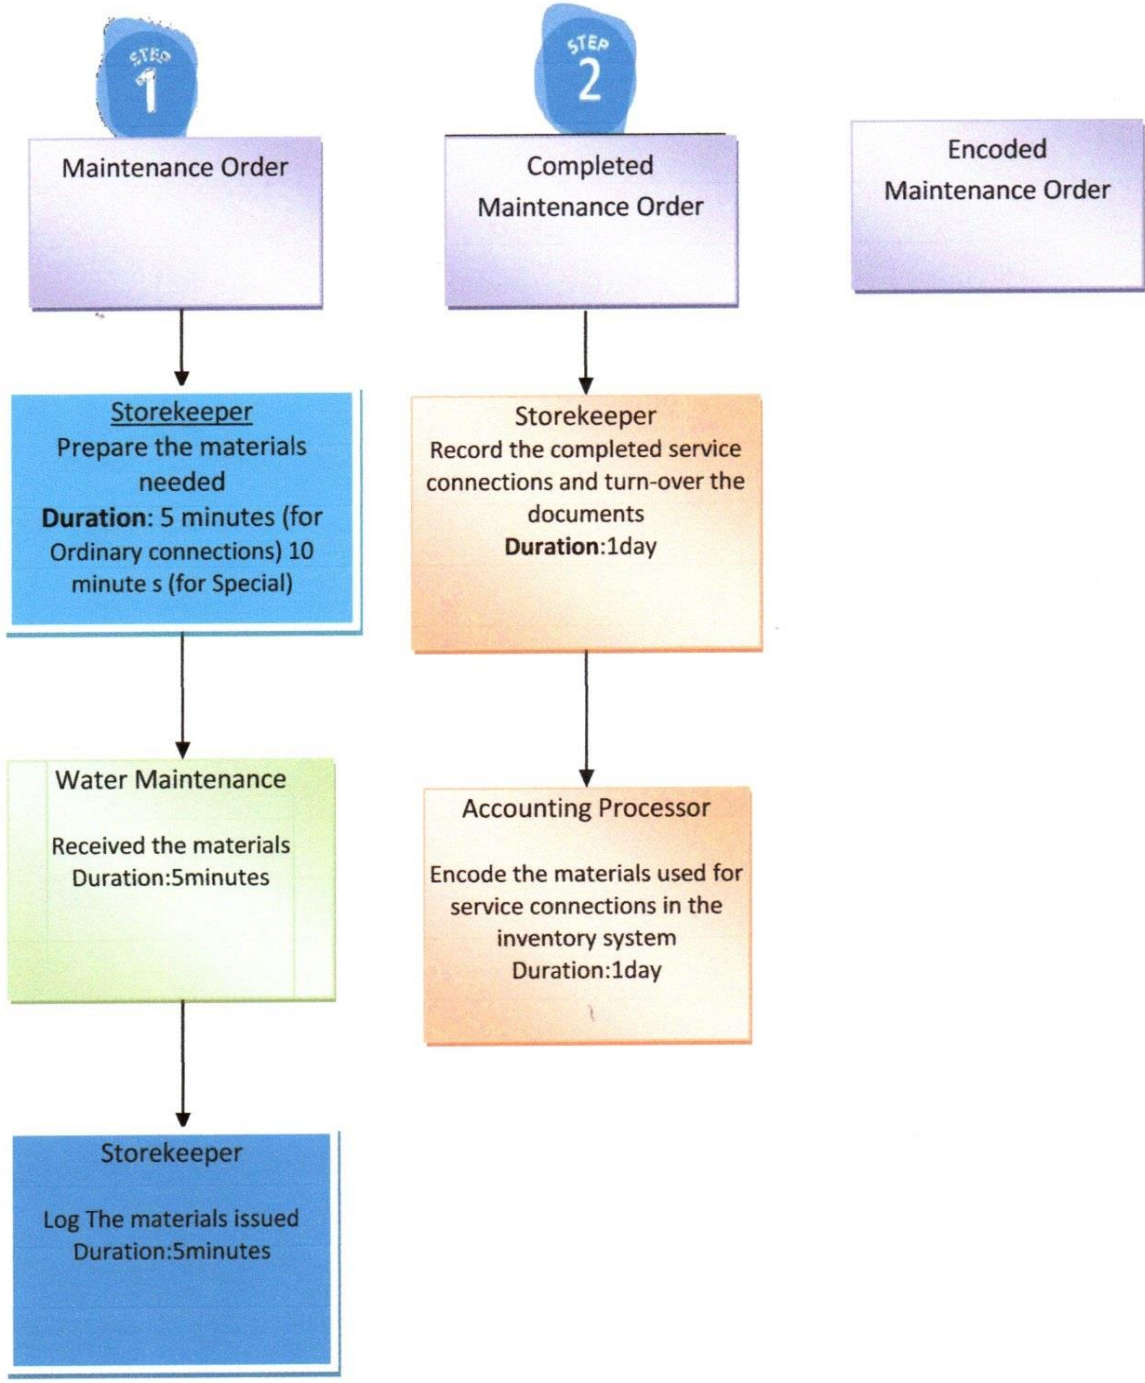 STEP
1
Maintenance Order
Storekeeper
Prepare the materials
needed
Duration: 5 minutes (for
Ordinary connections) 10
minute s (for Special)
Water Maintenance
Received the materials
Duration:5minutes
Storekeeper
Log The materials issued
Duration:5minutes
STEP
2
Completed
Maintenance Order
Storekeeper
Record the completed service
connections and turn-over the
documents
Duration:1day
Accounting Processor
Encode the materials used for
service connections in the
inventory system
Duration:1day
Encoded
Maintenance Order